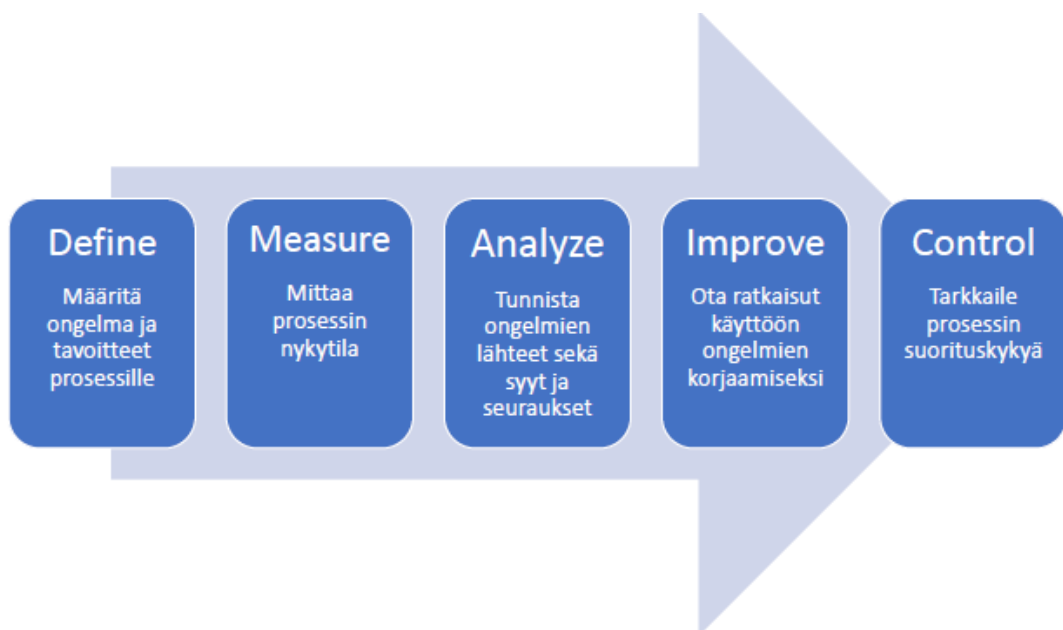 Define
Määritä
ongelma ja
tavoitteet
prosessille
Measure
Mittaa
prosessin
nykytila
Analyze
Tunnista
ongelmien
lähteet sekä
syyt ja
seuraukset
Improve
Ota ratkaisut
käyttöön
ongelmien
korjaamiseksi
Control
Tarkkaile
prosessin
suorituskykyä